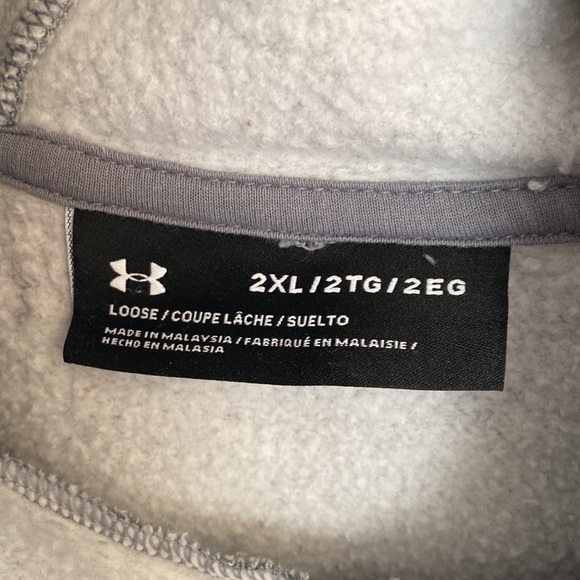 2XL/2TG/2EG
LOOSE / COUPE LÂCHE / SUELTO
MADE IN MALAYSIA / FABRIQUÉ EN MALAISIE /
HECHO EN MALASIA